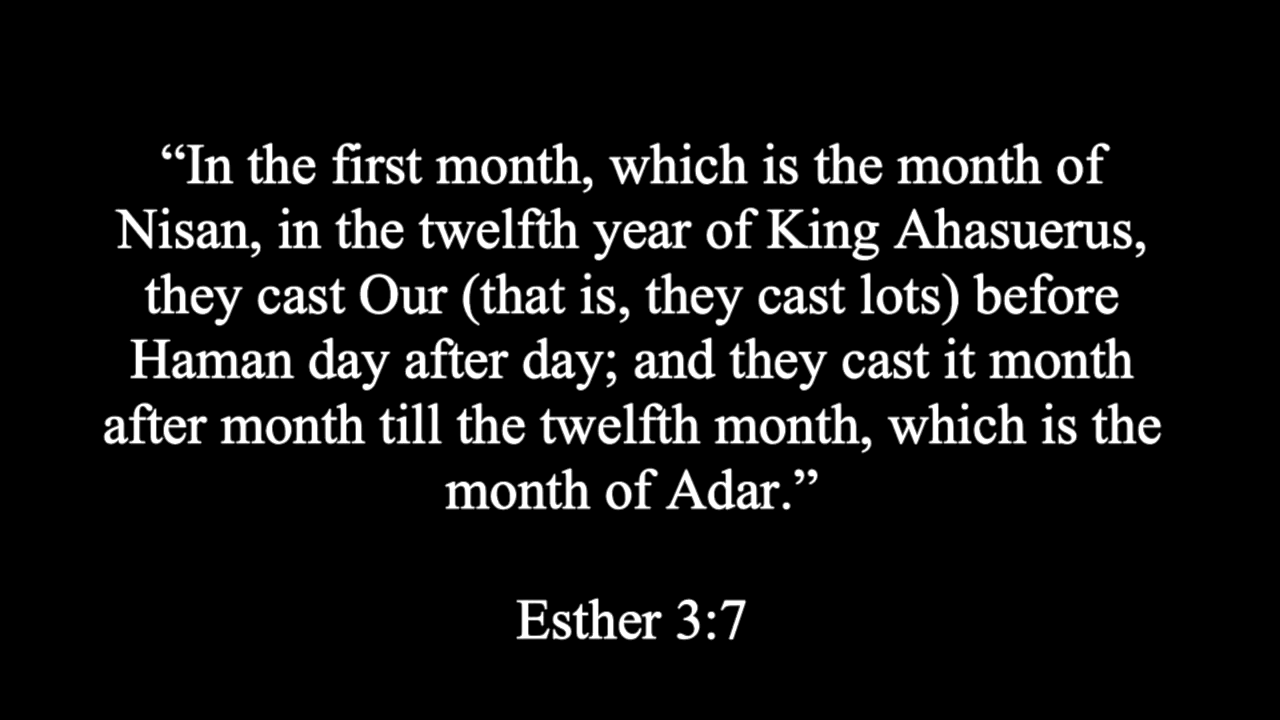 “In the first month, which is the month of
Nisan, in the twelfth year of King Ahasuerus,
they cast Our (that is, they cast lots) before
Haman day after day; and they cast it month
after month till the twelfth month, which is the
month of Adar.”
Esther 3:7